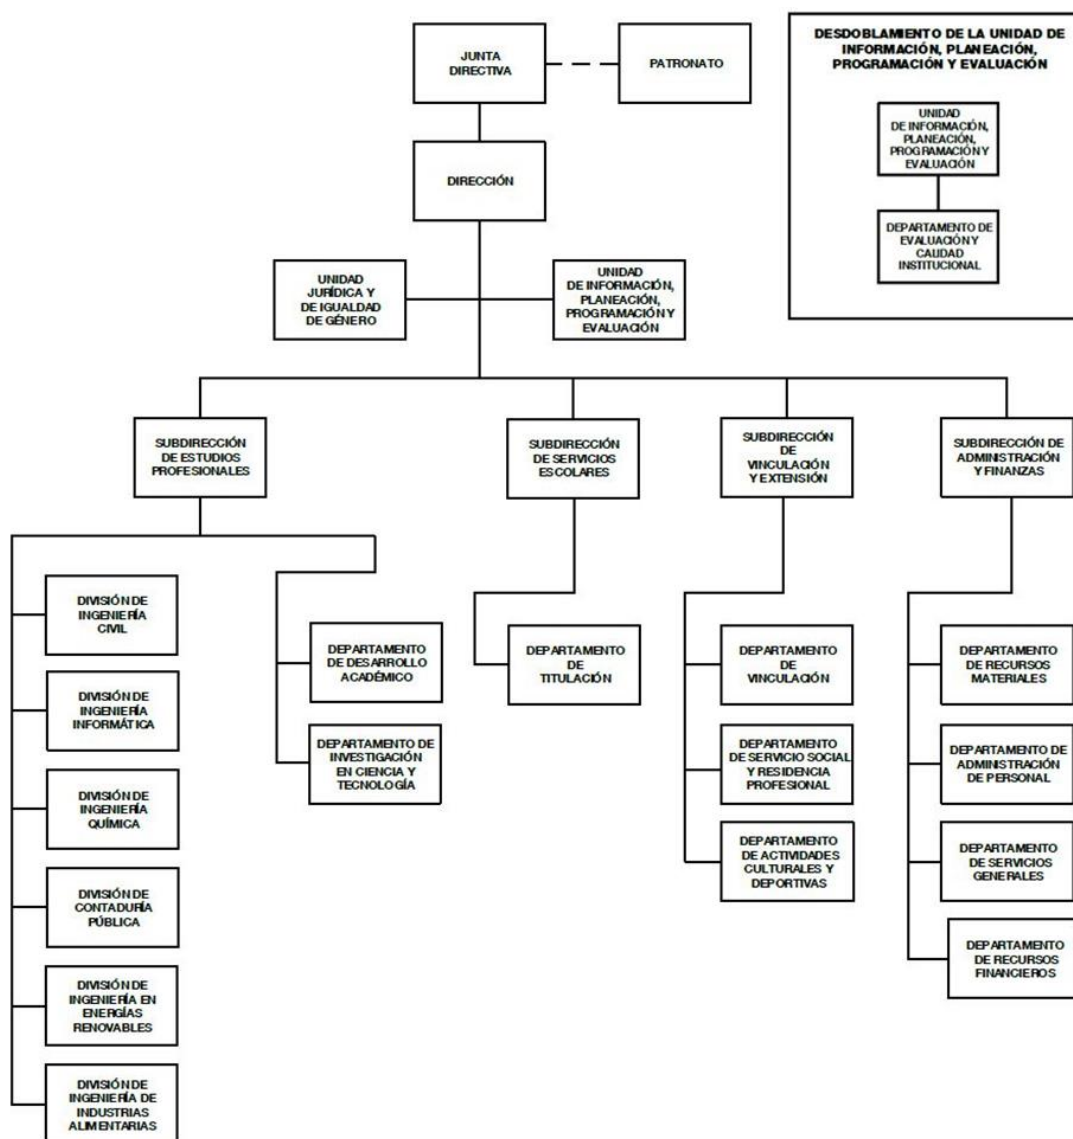 DESDOBLAMIENTO DE LA UNIDAD DE
INFORMACIÓN, PLANEACIÓN,
PROGRAMACIÓN Y EVALUACIÓN
UNIDAD
DE INFORMACIÓN,
PLANEACIÓN,
PROGRAMACIÓN Y
EVALUACIÓN
DEPARTAMENTO DE
EVALUACIÓN Y
CALIDAD
INSTITUCIONAL
JUNTA
DIRECTIVA
PATRONATO
DIRECCIÓN
UNIDAD
JURÍDICA Y
DE IGUALDAD
DE GÉNERO
UNIDAD
DE INFORMACIÓN,
PLANEACIÓN,
PROGRAMACIÓN Y
EVALUACIÓN
SUBDIRECCIÓN
DE ESTUDIOS
PROFESIONALES
SUBDIRECCIÓN
DE SERVICIOS
ESCOLARES
SUBDIRECCIÓN
DE
VINCULACIÓN
Y EXTENSIÓN
SUBDIRECCIÓN DE
ADMINISTRACIÓN
Y FINANZAS
DIVISIÓN DE
INGENIERÍA
CIVIL
DIVISIÓN DE
INGENIERÍA
INFORMÁTICA
DIVISIÓN DE
INGENIERÍA
QUÍMICA
DIVISIÓN DE
CONTADURÍA
PÚBLICA
DIVISIÓN DE
INGENIERÍA EN
ENERGÍAS
RENOVABLES
DIVISIÓN DE
INGENIERÍA DE
INDUSTRIAS
ALIMENTARIAS
DEPARTAMENTO
DE DESARROLLO
ACADÉMICO
DEPARTAMENTO DE
INVESTIGACIÓN
EN CIENCIA Y
TECNOLOGÍA
DEPARTAMENTO
DE
TITULACIÓN
DEPARTAMENTO
DE
VINCULACIÓN
DEPARTAMENTO
DE SERVICIO SOCIAL
Y RESIDENCIA
PROFESIONAL
DEPARTAMENTO
DE ACTIVIDADES
CULTURALES Y
DEPORTIVAS
DEPARTAMENTO
DE RECURSOS
MATERIALES
DEPARTAMENTO DE
ADMINISTRACIÓN
DE PERSONAL
DEPARTAMENTO
DE SERVICIOS
GENERALES
DEPARTAMENTO
DE RECURSOS
FINANCIEROS